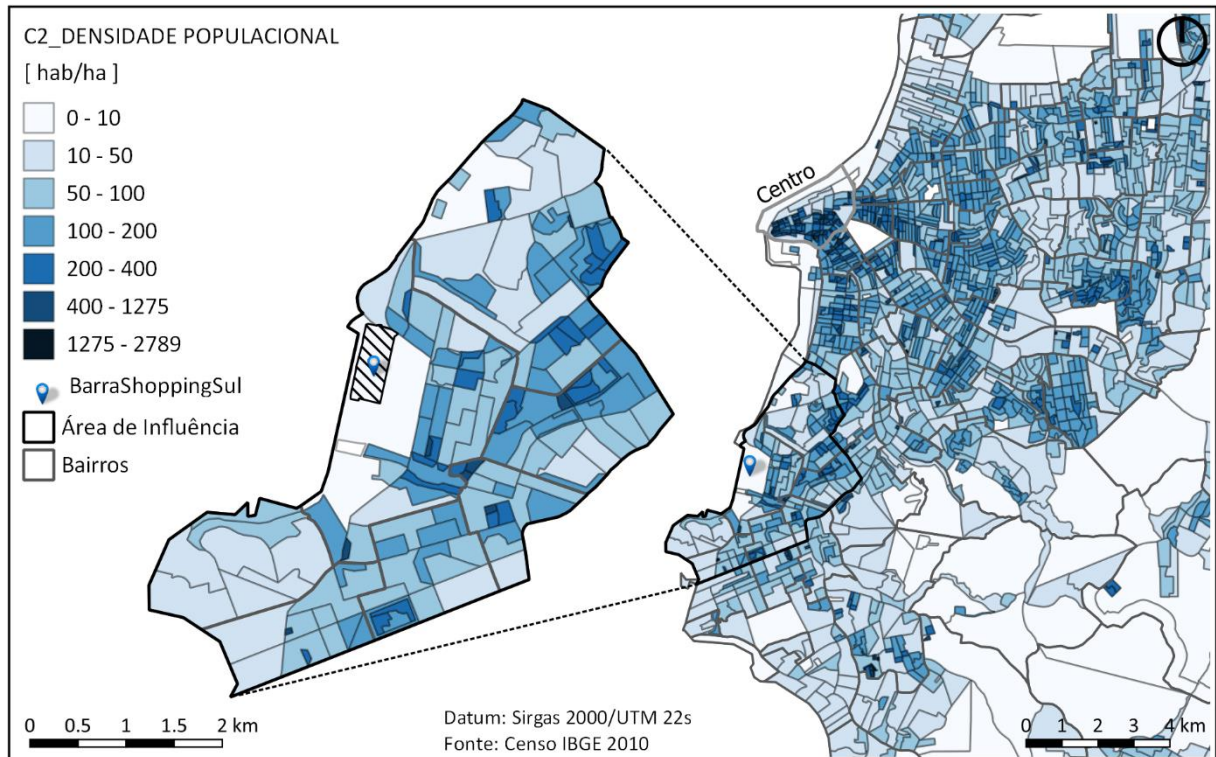 C2_DENSIDADE POPULACIONAL
[ hab/ha ]
0 - 10
10 - 50
50 - 100
100 - 200
200 - 400
400 - 1275
1275 - 2789
BarraShoppingSul
Área de Influência
Bairros
Centro
0 0.5 1 1.5 2 km
Datum: Sirgas 2000/UTM 22s
Fonte: Censo IBGE 2010
0 1 2 3 4 km